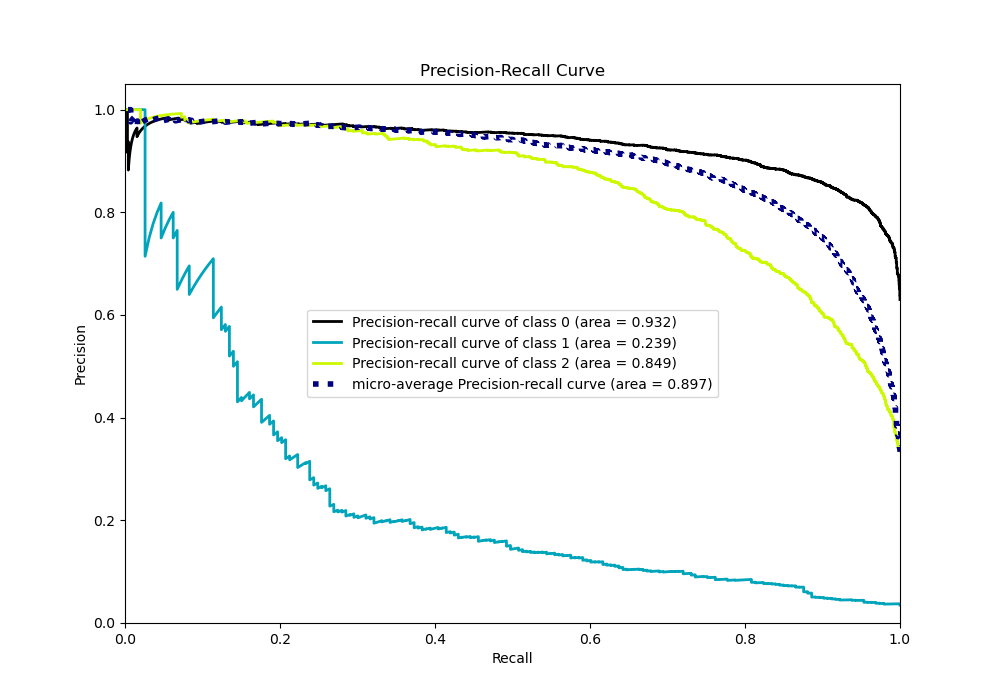 Precision-Recall Curve
Precision
1.0
0.8
0.6
0.4
0.2
0.0
Precision-recall curve of class 0 (area = 0.932)
Precision-recall curve of class 1 (area = 0.239)
Precision-recall curve of class 2 (area = 0.849)
micro-average Precision-recall curve (area = 0.897)
0.0 0.2 0.4 0.6 0.8 1.0
Recall